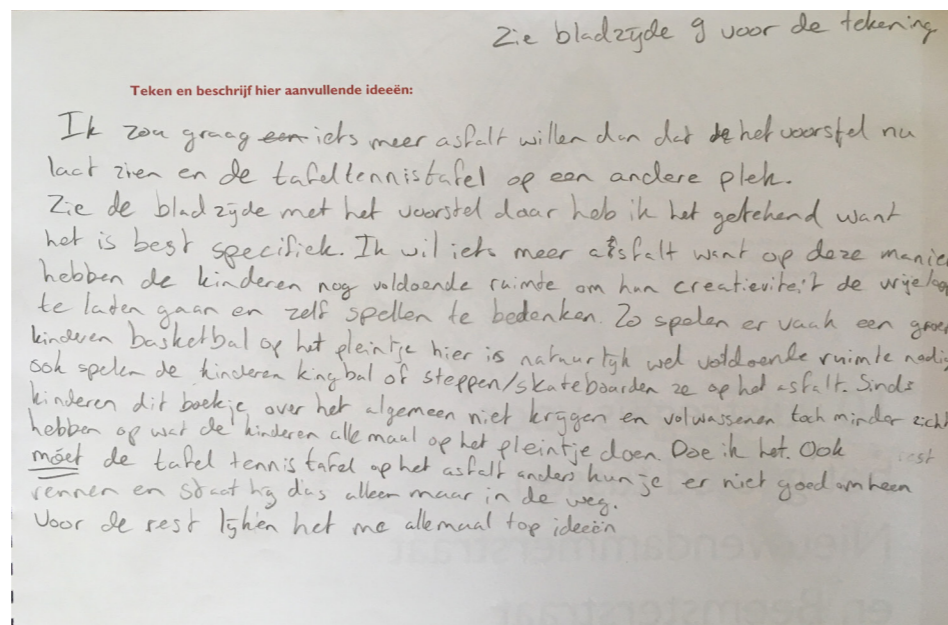 Zie bladzijde 9 voor de tekening
Teken en beschrijf hier aanvullende ideeën:
Ik zou graag een iets meer asfalt willen dan dat de het voorstel nu
laat zien en de tafeltennistafel op een andere plek.
Zie de bladzijde met het voorstel daar heb ik het getekend want
het is best specifiek. Ik wil iets meer asfalt want op deze manier
hebben de kinderen nog voldoende ruimte om hun creativiteit de vrije loop
te laten gaan en zelf spellen te bedenken. Zo spelen er vaak een groep
kinderen basketbal op het pleintje hier is natuurlijk wel voldoende ruimte nodig
ook spelen de kinderen kingbal of steppen/skateboarden ze op het asfalt. Sinds
kinderen dit boekje over het algemeen niet krijgen en volwassenen toch minder zicht
hebben op wat de kinderen allemaal op het pleintje doen Doe ik het. Ook
móet de tafel tennis tafel op het asfalt anders kun je er niet goed omheen
rennen en staat hij dus alleen maar in de weg.
Voor de rest lijken het me allemaal top ideeën